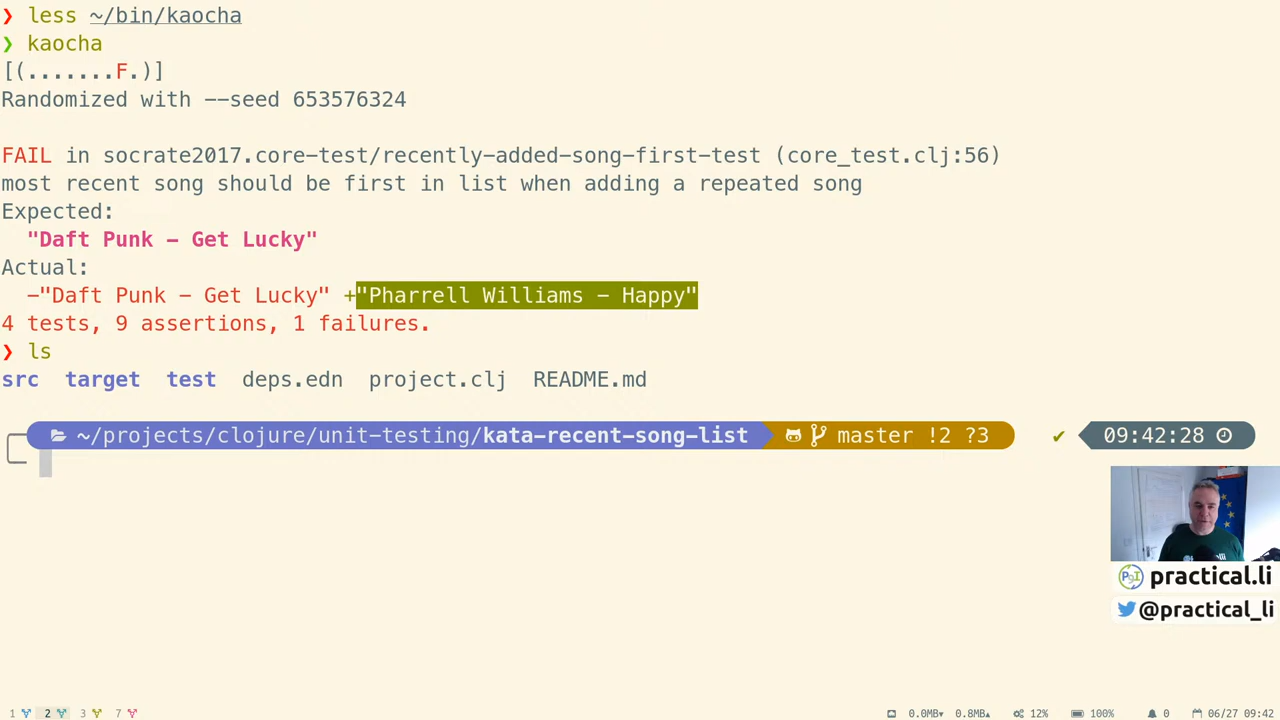 ❯ less ~/bin/kaocha
❯ kaocha
[(.......F.)]
Randomized with --seed 653576324
FAIL in socrate2017.core-test/recently-added-song-first-test (core_test.clj:56)
most recent song should be first in list when adding a repeated song
Expected:
"Daft Punk – Get Lucky"
Actual:
-"Daft Punk – Get Lucky" +"Pharrell Williams – Happy"
4 tests, 9 assertions, 1 failures.
❯ ls
src target test deps.edn project.clj README.md
~/projects/clojure/unit-testing/kata-recent-song-list master !2 ?3 ✔ 09:42:28
practical.li
@practical_li
1 2 3 7 0.0MB▾ 0.8MB▴ 12% 100% 0 06/27 09:42